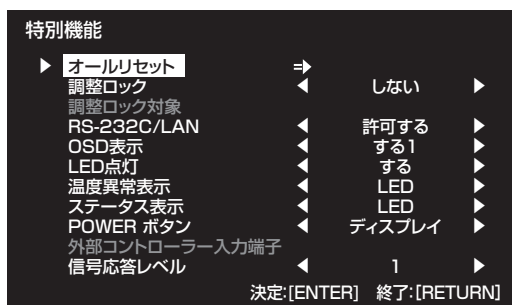 特別機能
オールリセット
調整ロック しない
調整ロック対象
RS-232C/LAN 許可する
OSD表示 する1
LED点灯 する
温度異常表示 LED
ステータス表示 LED
POWER ボタン ディスプレイ
外部コントローラー入力端子
信号応答レベル 1
決定:[ENTER] 終了:[RETURN]